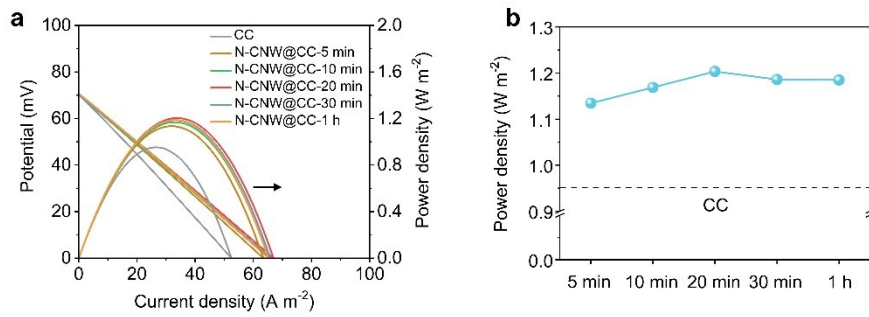 a
100
80
60
40
20
0
Potential (mV)
0 20 40 60 80 100
Current density (A m⁻²)
2.0
1.6
1.2
0.8
0.4
0.0
Power density (W m⁻²)
CC
N-CNW@CC-5 min
N-CNW@CC-10 min
N-CNW@CC-20 min
N-CNW@CC-30 min
N-CNW@CC-1 h
b
1.3
1.2
1.1
1.0
0.9
0.0
Power density (W m⁻²)
CC
5 min 10 min 20 min 30 min 1 h